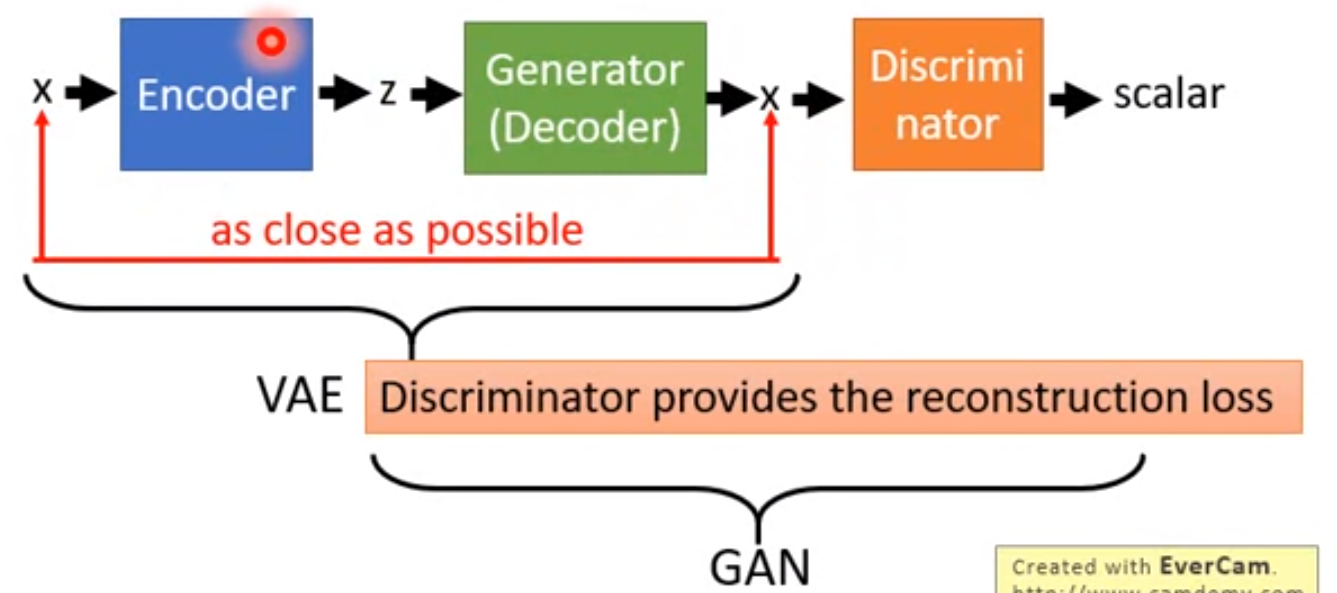 x
Encoder
z
Generator
(Decoder)
x
Discrimi
nator
scalar
as close as possible
VAE
Discriminator provides the reconstruction loss
GAN
Created with EverCam.
http://www.camdemy.com